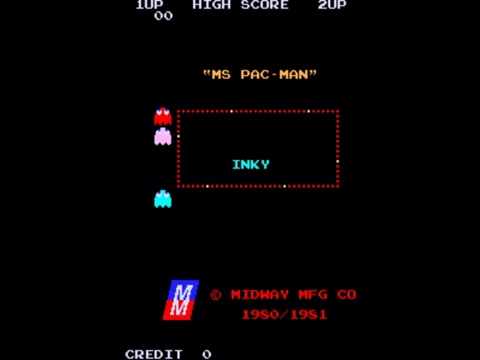 1UP HIGH SCORE 2UP
00
"MS PAC-MAN"
INKY
MM
© MIDWAY MFG CO
1980/1981
CREDIT 0